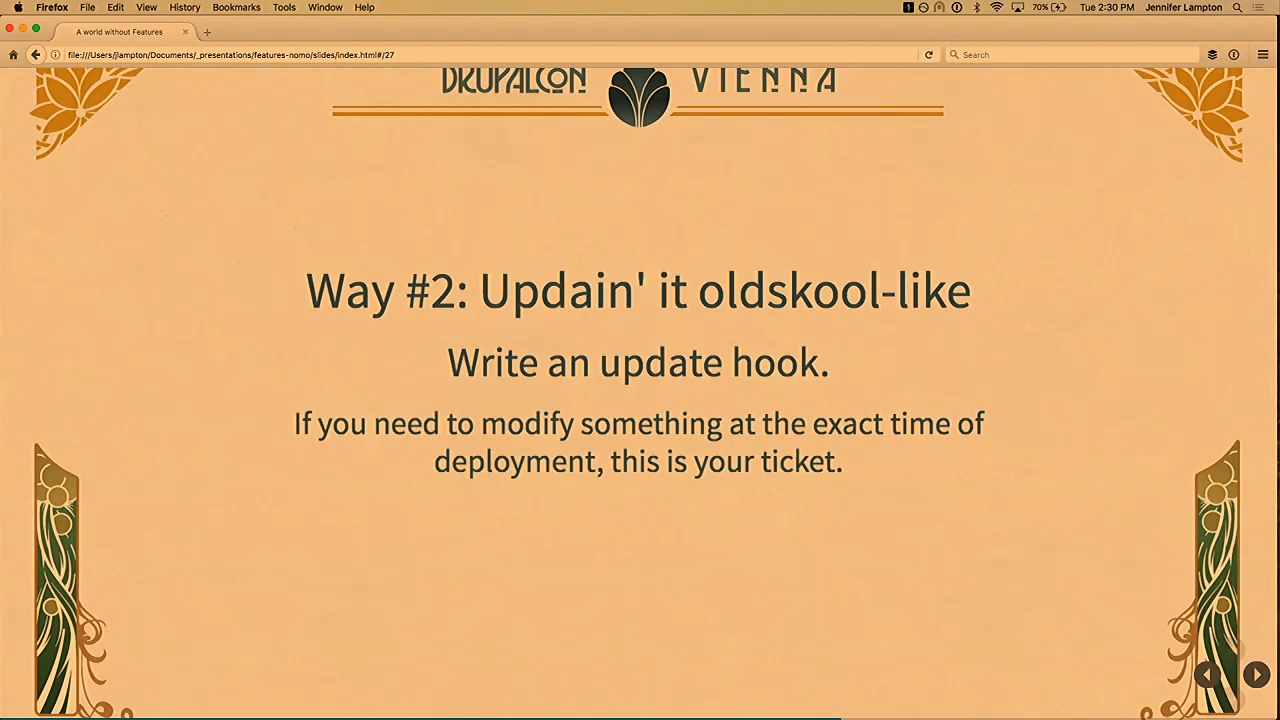 Firefox File Edit View History Bookmarks Tools Window Help 1 70% Tue 2:30 PM Jennifer Lampton
A world without Features
file:///Users/jlampton/Documents/_presentations/features-nomo/slides/index.html#/27 Search
DRUPALCON VIENNA
Way #2: Updain' it oldskool-like
Write an update hook.
If you need to modify something at the exact time of
deployment, this is your ticket.